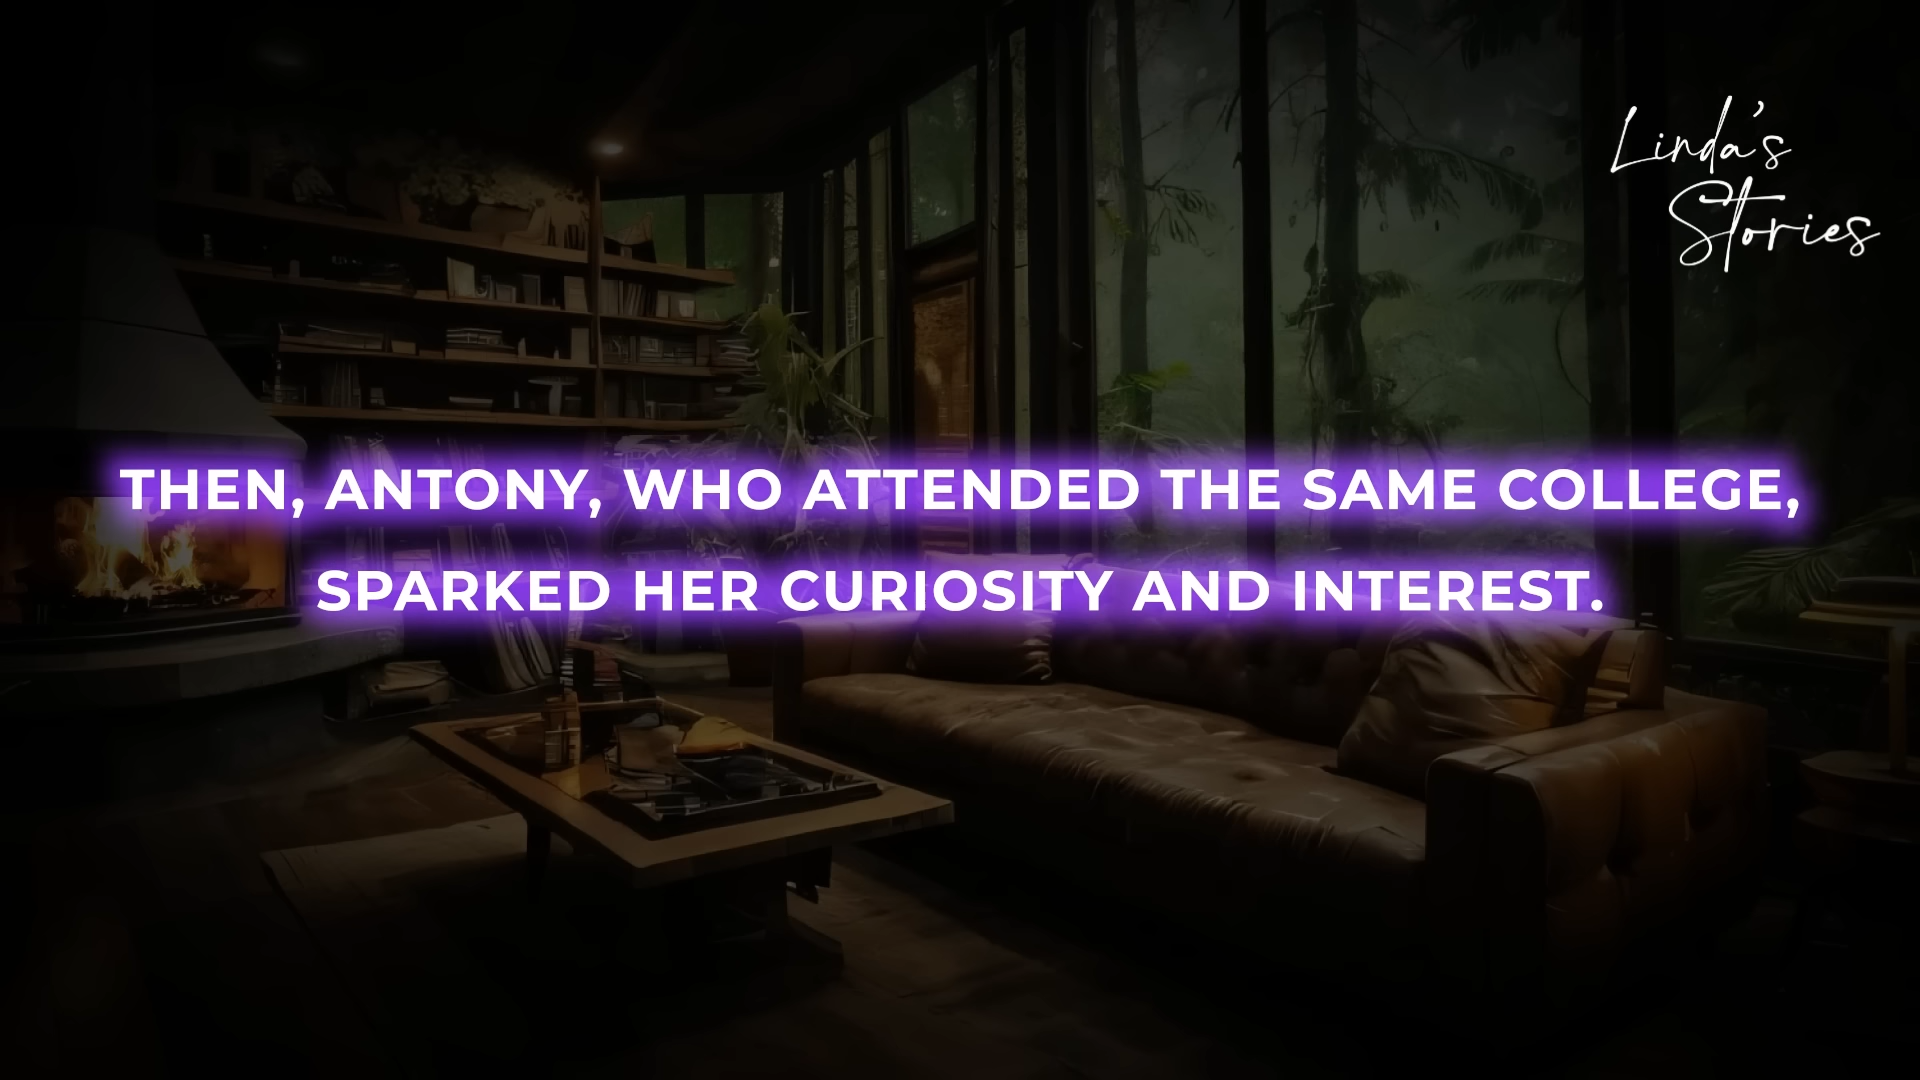 Linda's
Stories
THEN, ANTONY, WHO ATTENDED THE SAME COLLEGE,
SPARKED HER CURIOSITY AND INTEREST.